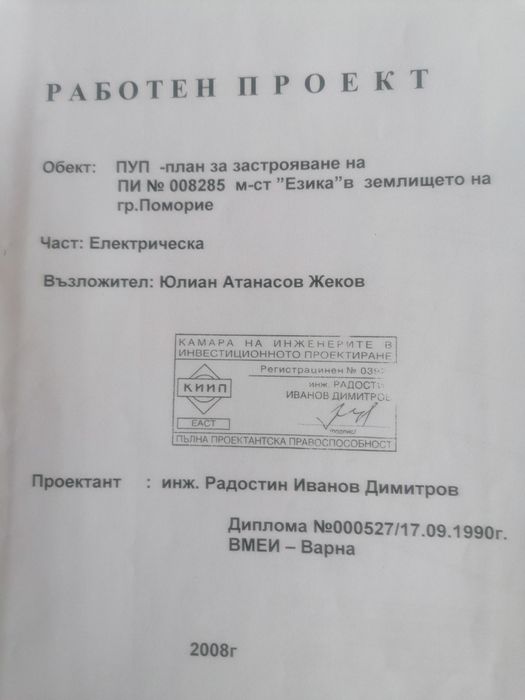 РАБОТЕН ПРОЕКТ
Обект: ПУП -план за застрояване на
ПИ № 008285 м-ст "Езика"в землището на
гр.Поморие
Част: Електрическа
Възложител: Юлиан Атанасов Жеков
КАМАРА НА ИНЖЕНЕРИТЕ В
ИНВЕСТИЦИОННОТО ПРОЕКТИРАНЕ
Регистрационен №
КИИП
инж. РАДОСТИН
ИВАНОВ ДИМИТРОВ
ЕАСТ
подпис
ПЪЛНА ПРОЕКТАНТСКА ПРАВОСПОСОБНОСТ
Проектант : инж. Радостин Иванов Димитров
Диплома №000527/17.09.1990г.
ВМЕИ – Варна
2008г